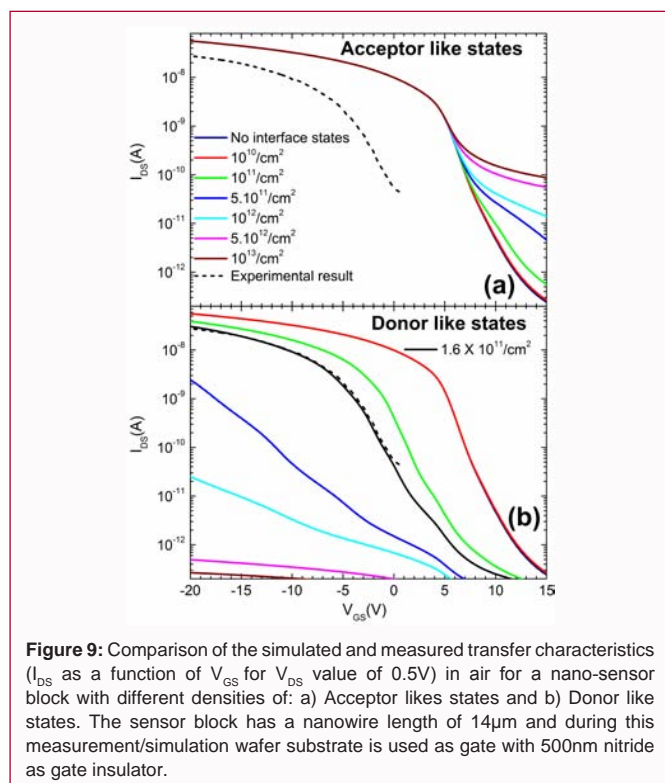 Acceptor like states
10⁻⁸
10⁻⁹
10⁻¹⁰
10⁻¹¹
10⁻¹²
I_DS(A)
No interface states
10¹⁰/cm²
10¹¹/cm²
5.10¹¹/cm²
10¹²/cm²
5.10¹²/cm²
10¹³/cm²
Experimental result
(a)
Donor like states
1.6 X 10¹¹/cm²
10⁻⁸
10⁻⁹
10⁻¹⁰
10⁻¹¹
10⁻¹²
I_DS(A)
(b)
-20 -15 -10 -5 0 5 10 15
V_GS(V)
Figure 9: Comparison of the simulated and measured transfer characteristics
(I_DS as a function of V_GS for V_DS value of 0.5V) in air for a nano-sensor
block with different densities of: a) Acceptor likes states and b) Donor like
states. The sensor block has a nanowire length of 14µm and during this
measurement/simulation wafer substrate is used as gate with 500nm nitride
as gate insulator.